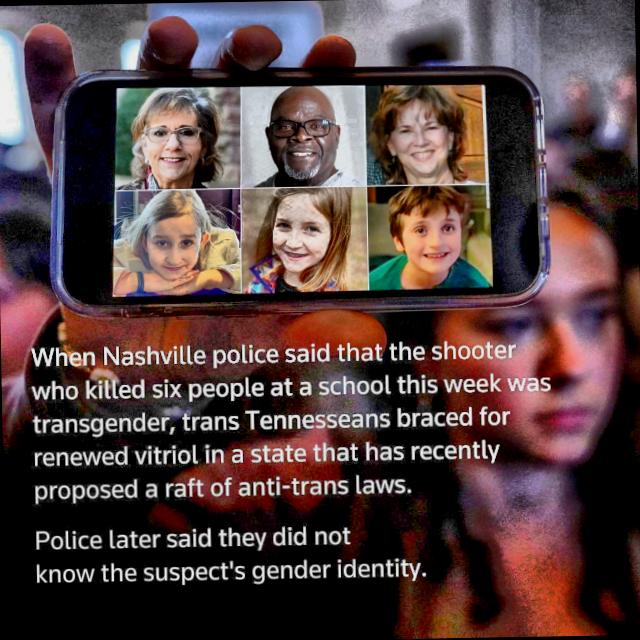 When Nashville police said that the shooter
who killed six people at a school this week was
transgender, trans Tennesseans braced for
renewed vitriol in a state that has recently
proposed a raft of anti-trans laws.
Police later said they did not
know the suspect's gender identity.